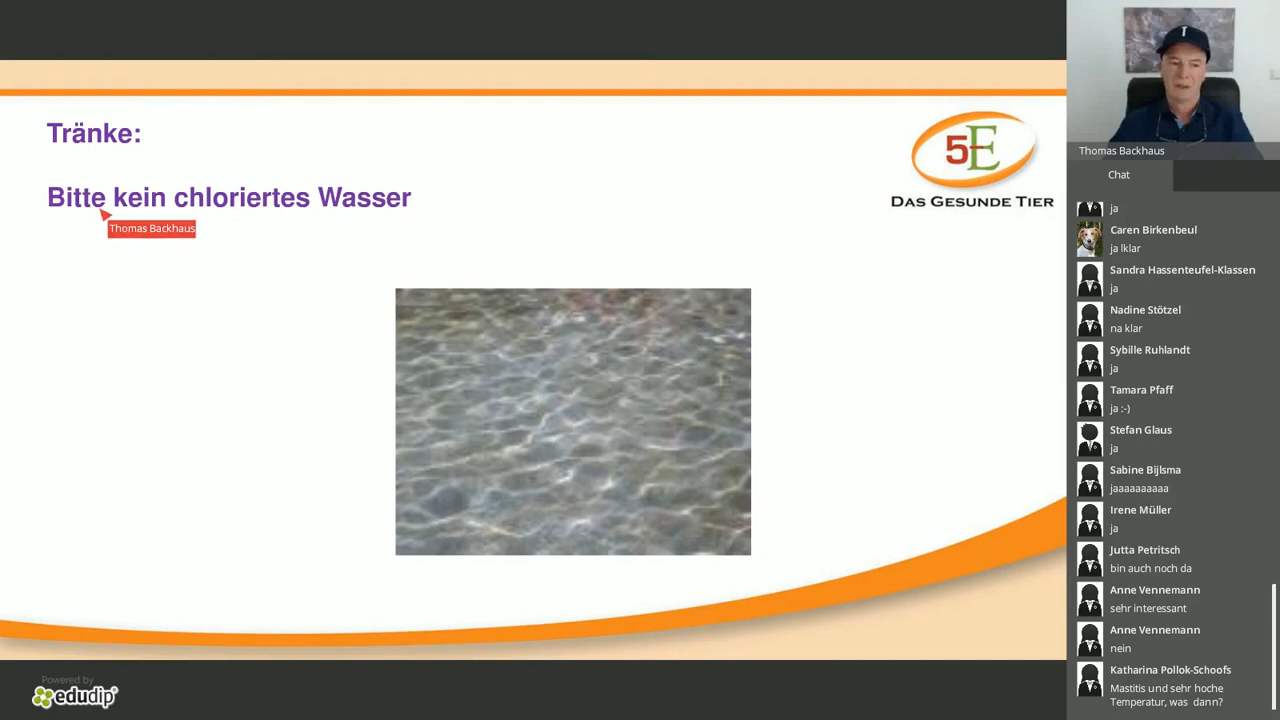 Tränke:
Bitte kein chloriertes Wasser
Thomas Backhaus
5E
DAS GESUNDE TIER
Powered by
edudip
T
Thomas Backhaus
Chat
ja
Caren Birkenbeul
ja lklar
Sandra Hassenteufel-Klassen
ja
Nadine Stötzel
na klar
Sybille Ruhlandt
ja
Tamara Pfaff
ja :-)
Stefan Glaus
ja
Sabine Bijlsma
jaaaaaaaaaa
Irene Müller
ja
Jutta Petritsch
bin auch noch da
Anne Vennemann
sehr interessant
Anne Vennemann
nein
Katharina Pollok-Schoofs
Mastitis und sehr hoche
Temperatur, was dann?